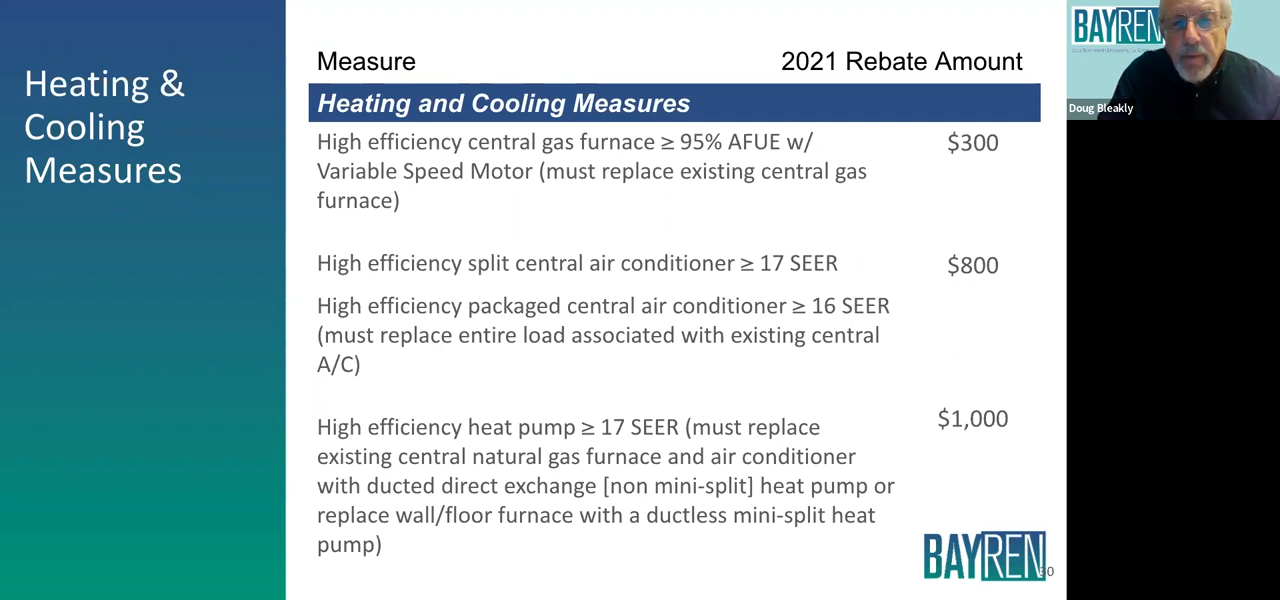 Heating &
Cooling
Measures
Measure 2021 Rebate Amount
Heating and Cooling Measures
High efficiency central gas furnace ≥ 95% AFUE w/ $300
Variable Speed Motor (must replace existing central gas
furnace)
High efficiency split central air conditioner ≥ 17 SEER $800
High efficiency packaged central air conditioner ≥ 16 SEER
(must replace entire load associated with existing central
A/C)
High efficiency heat pump ≥ 17 SEER (must replace $1,000
existing central natural gas furnace and air conditioner
with ducted direct exchange [non mini-split] heat pump or
replace wall/floor furnace with a ductless mini-split heat
pump)
BAYREN
30
BAYREN
Doug Bleakly